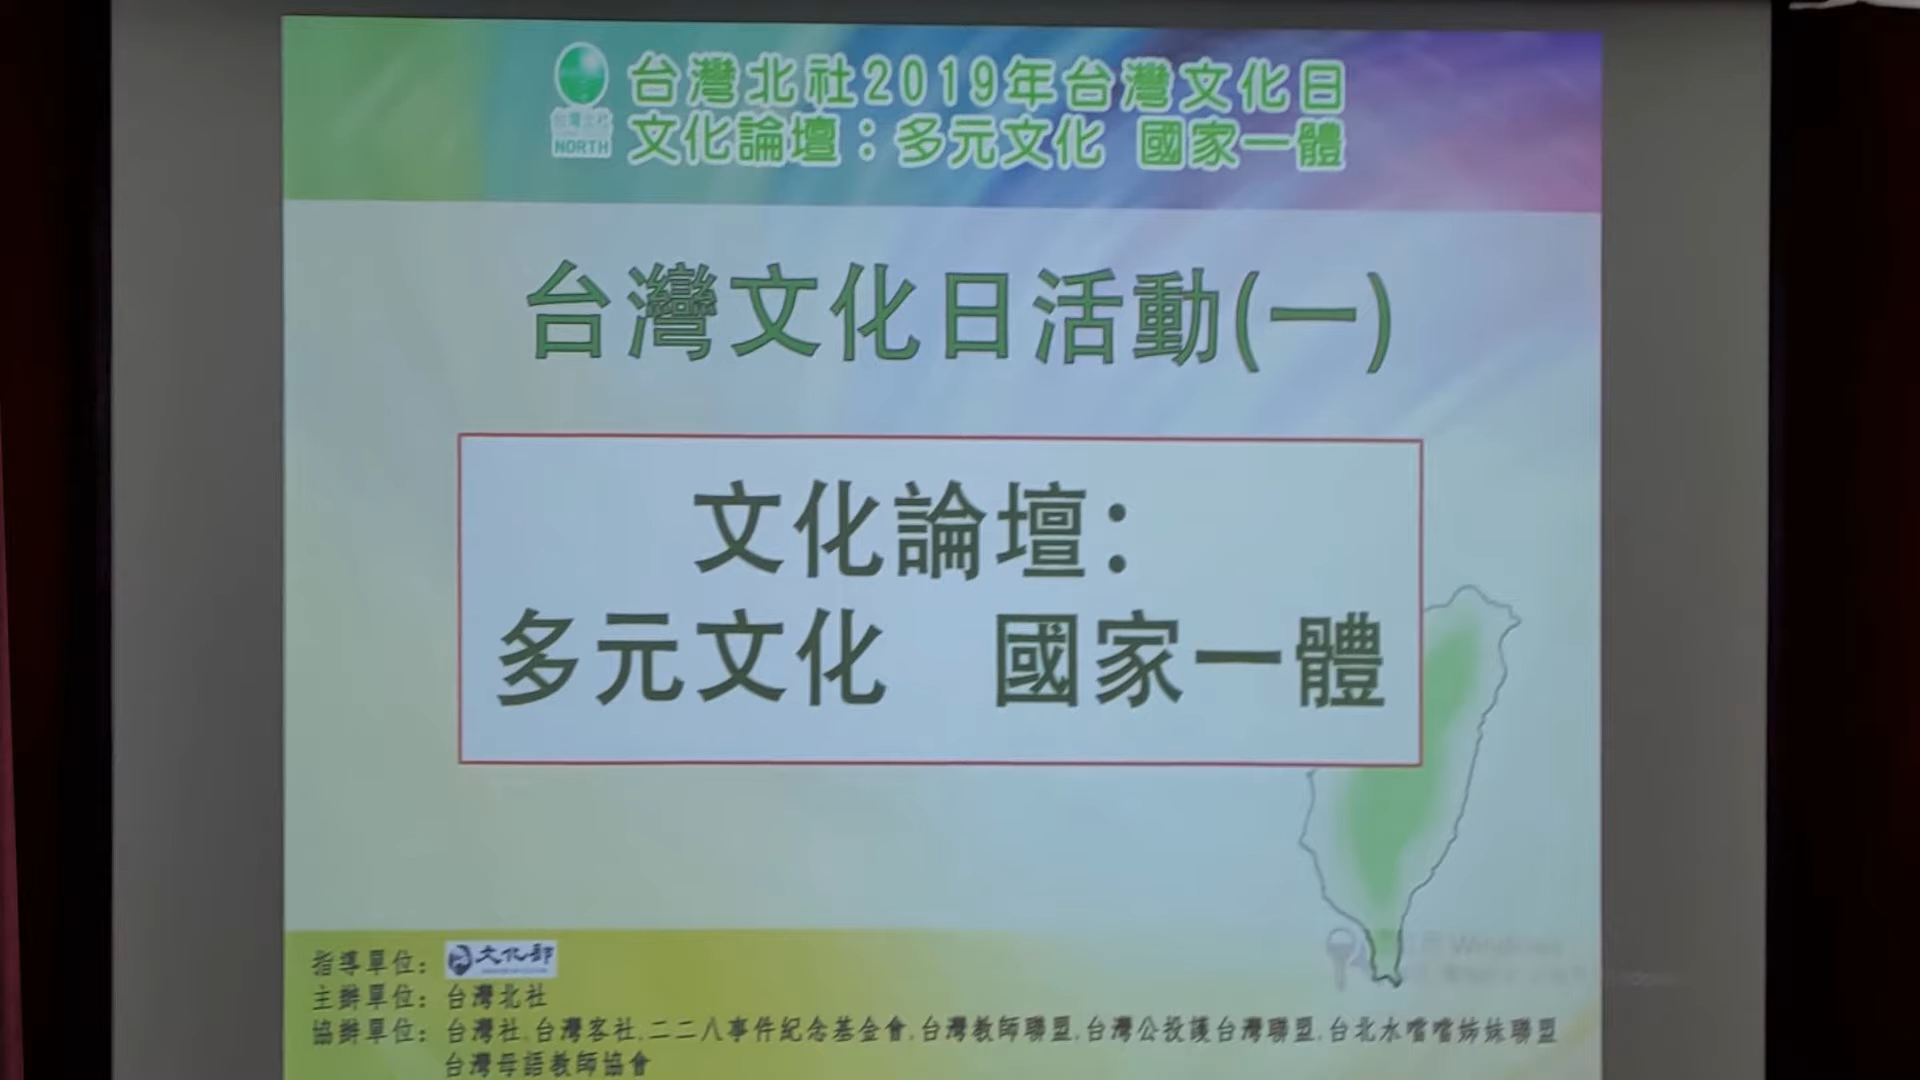 台灣北社2019年台灣文化日
文化論壇：多元文化 國家一體
NORTH
台灣文化日活動(一)
文化論壇：
多元文化 國家一體
指導單位：文化部
主辦單位：台灣北社
協辦單位：台灣社,台灣客社,二二八事件紀念基金會,台灣教師聯盟,台灣公投護台灣聯盟,台北水噹噹姊妹聯盟
台灣母語教師協會
Windows